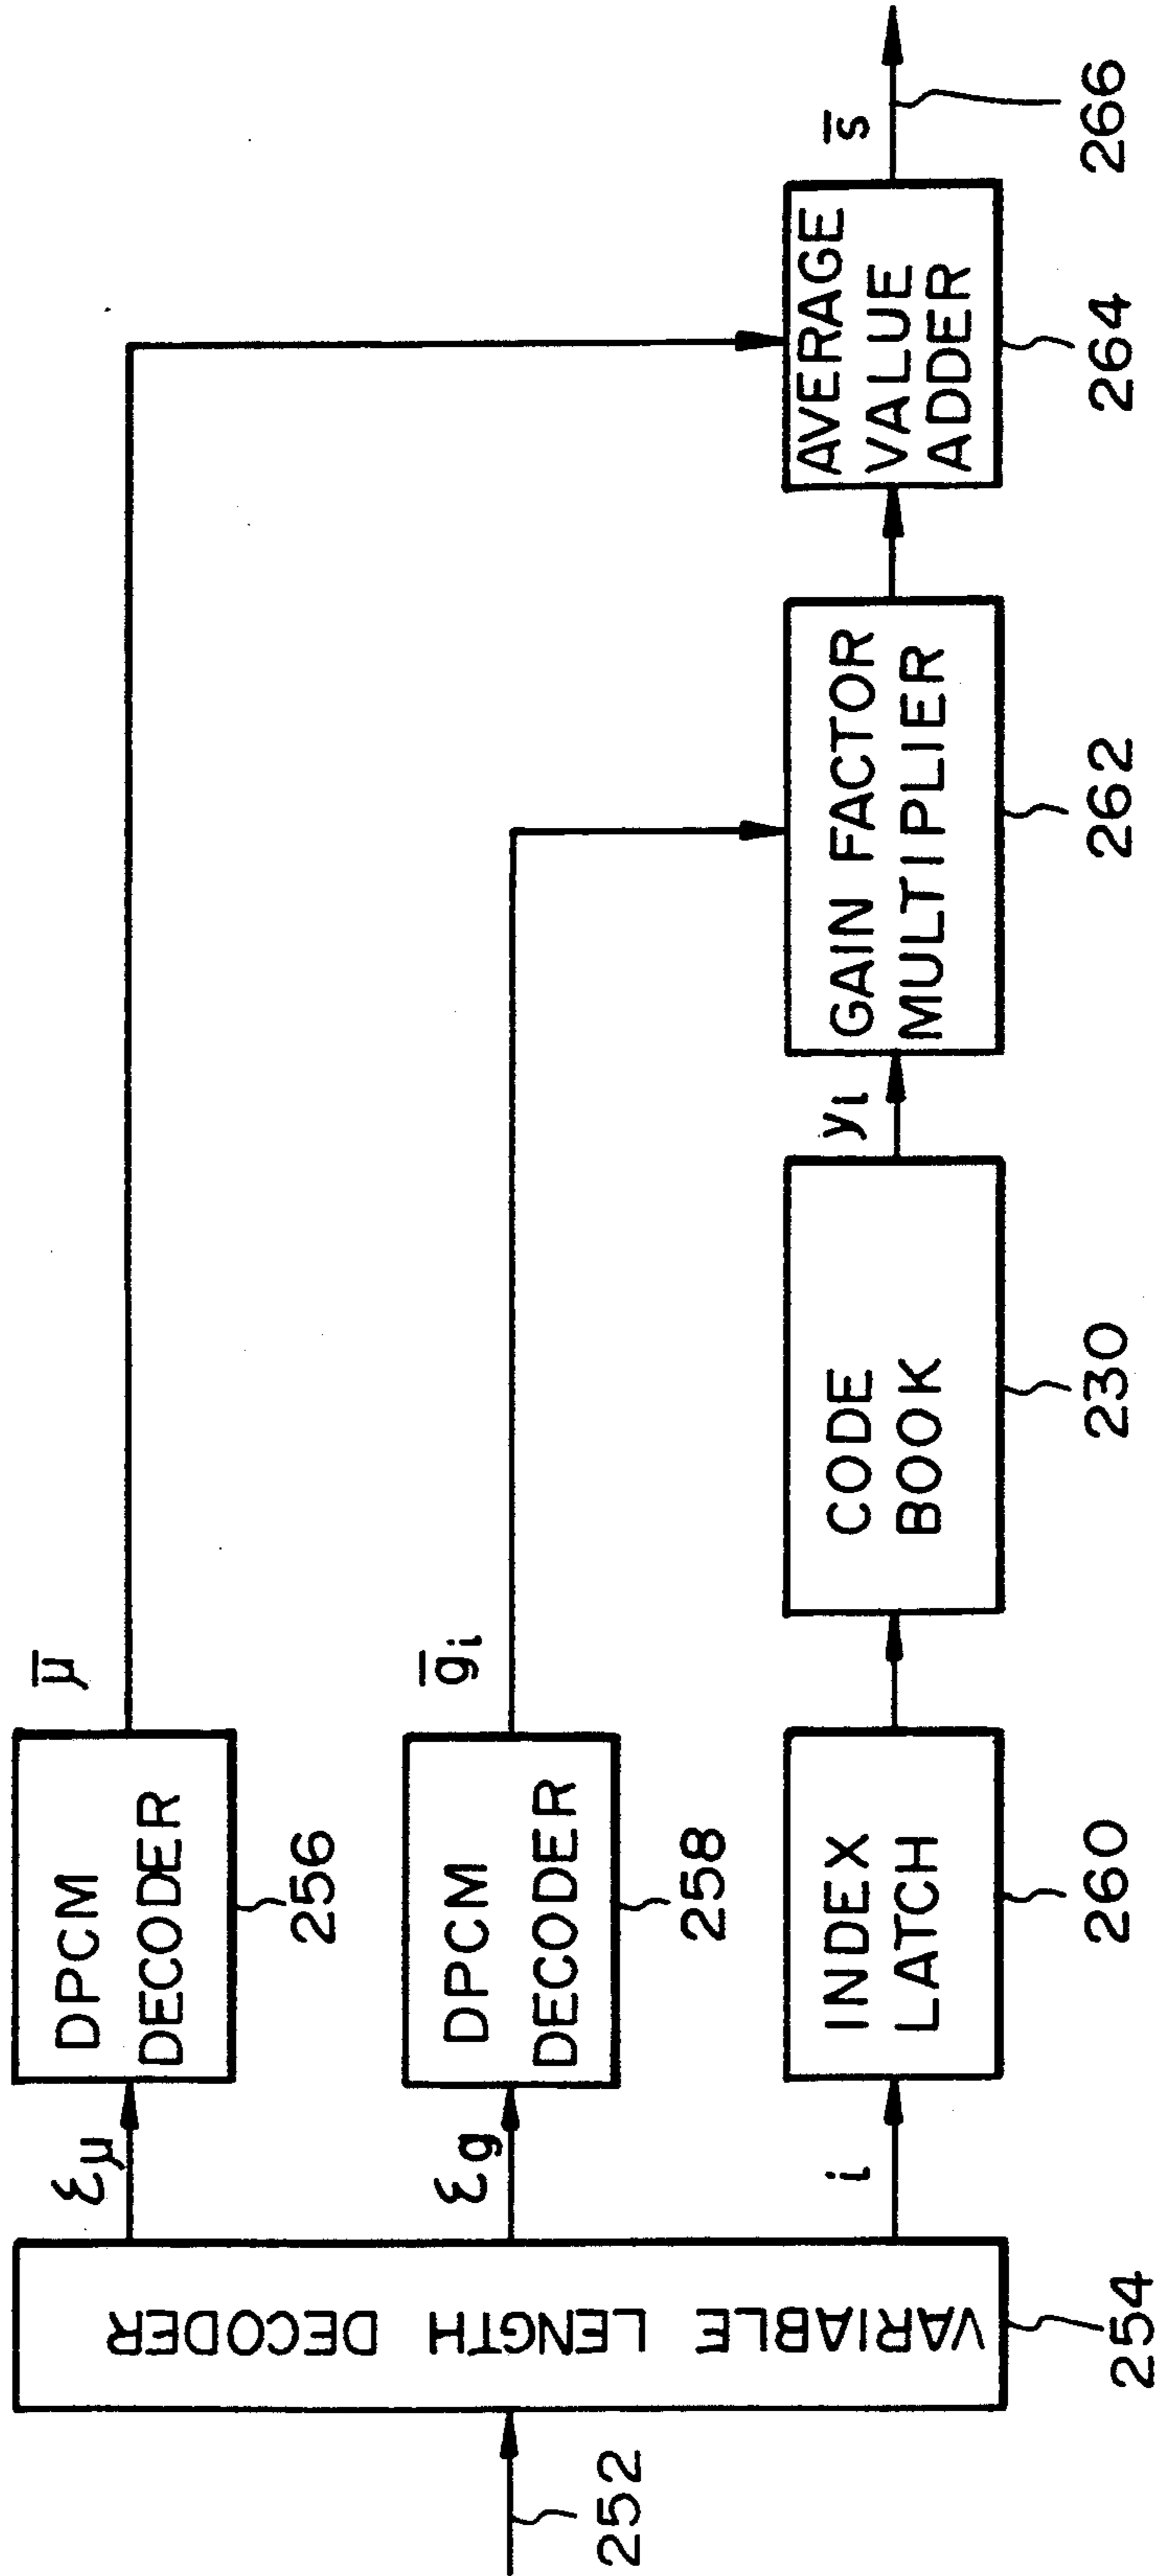 252
VARIABLE LENGTH DECODER
254
εμ
DPCM
DECODER
256
μ̅
εg
DPCM
DECODER
258
g̅i
i
INDEX
LATCH
260
CODE
BOOK
230
yi
GAIN FACTOR
MULTIPLIER
262
AVERAGE
VALUE
ADDER
264
s̅
266